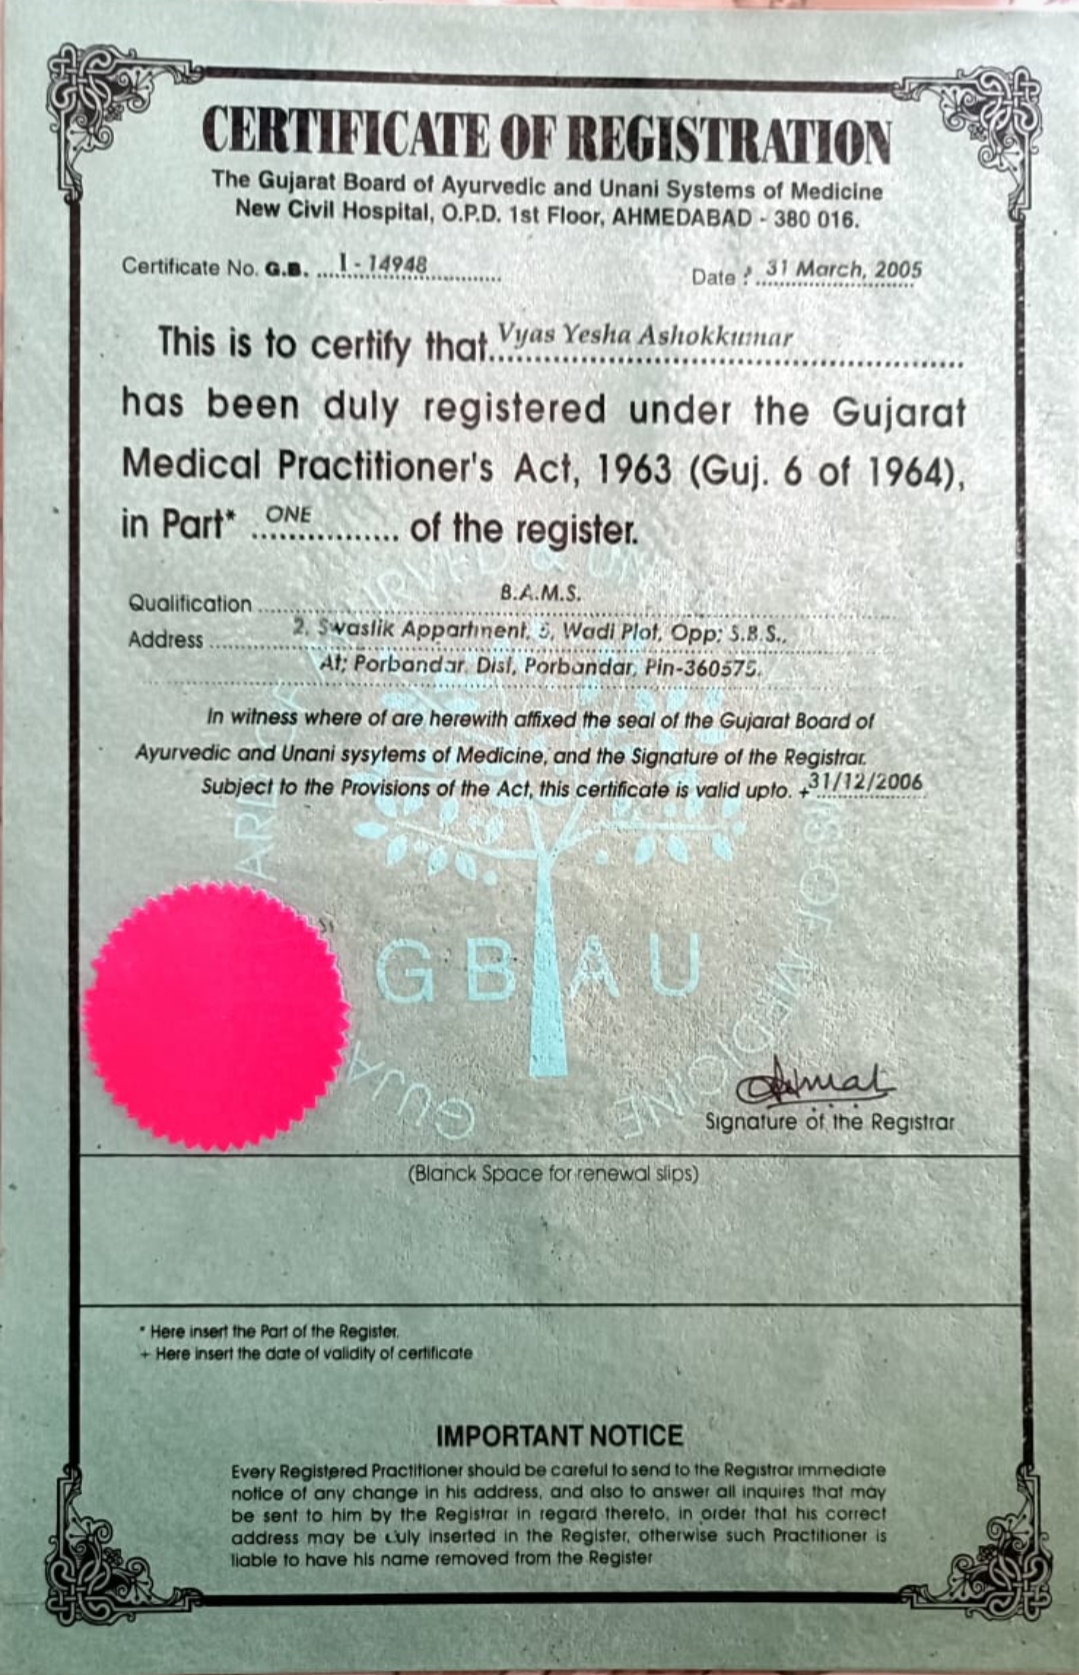 CERTIFICATE OF REGISTRATION
The Gujarat Board of Ayurvedic and Unani Systems of Medicine
New Civil Hospital, O.P.D. 1st Floor, AHMEDABAD - 380 016.
Certificate No. G.B. I - 14948 Date : 31 March, 2005
This is to certify that Vyas Yesha Ashokkumar
has been duly registered under the Gujarat
Medical Practitioner's Act, 1963 (Guj. 6 of 1964),
in Part* ONE of the register.
Qualification B.A.M.S.
Address 2, Swastik Appartment, 5, Wadi Plot, Opp: S.B.S.,
At; Porbandar, Dist, Porbandar, Pin-360575.
In witness where of are herewith affixed the seal of the Gujarat Board of
Ayurvedic and Unani sysytems of Medicine, and the Signature of the Registrar.
Subject to the Provisions of the Act, this certificate is valid upto. + 31/12/2006
GBAU
Signature of the Registrar
(Blanck Space for renewal slips)
* Here insert the Part of the Register.
+ Here insert the date of validity of certificate
IMPORTANT NOTICE
Every Registered Practitioner should be careful to send to the Registrar immediate
notice of any change in his address, and also to answer all inquires that may
be sent to him by the Registrar in regard thereto, in order that his correct
address may be duly inserted in the Register, otherwise such Practitioner is
liable to have his name removed from the Register